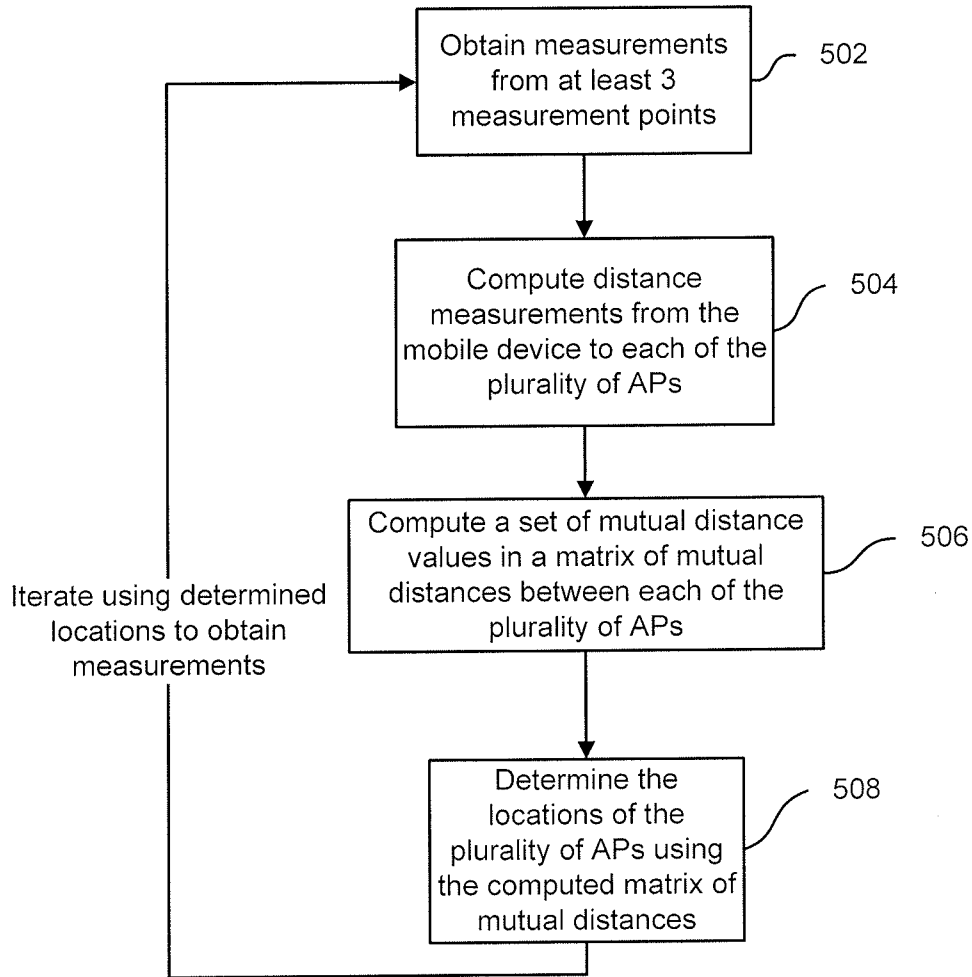 Obtain measurements
from at least 3
measurement points
502
Compute distance
measurements from the
mobile device to each of the
plurality of APs
504
Compute a set of mutual distance
values in a matrix of mutual
distances between each of the
plurality of APs
506
Iterate using determined
locations to obtain
measurements
Determine the
locations of the
plurality of APs using
the computed matrix of
mutual distances
508